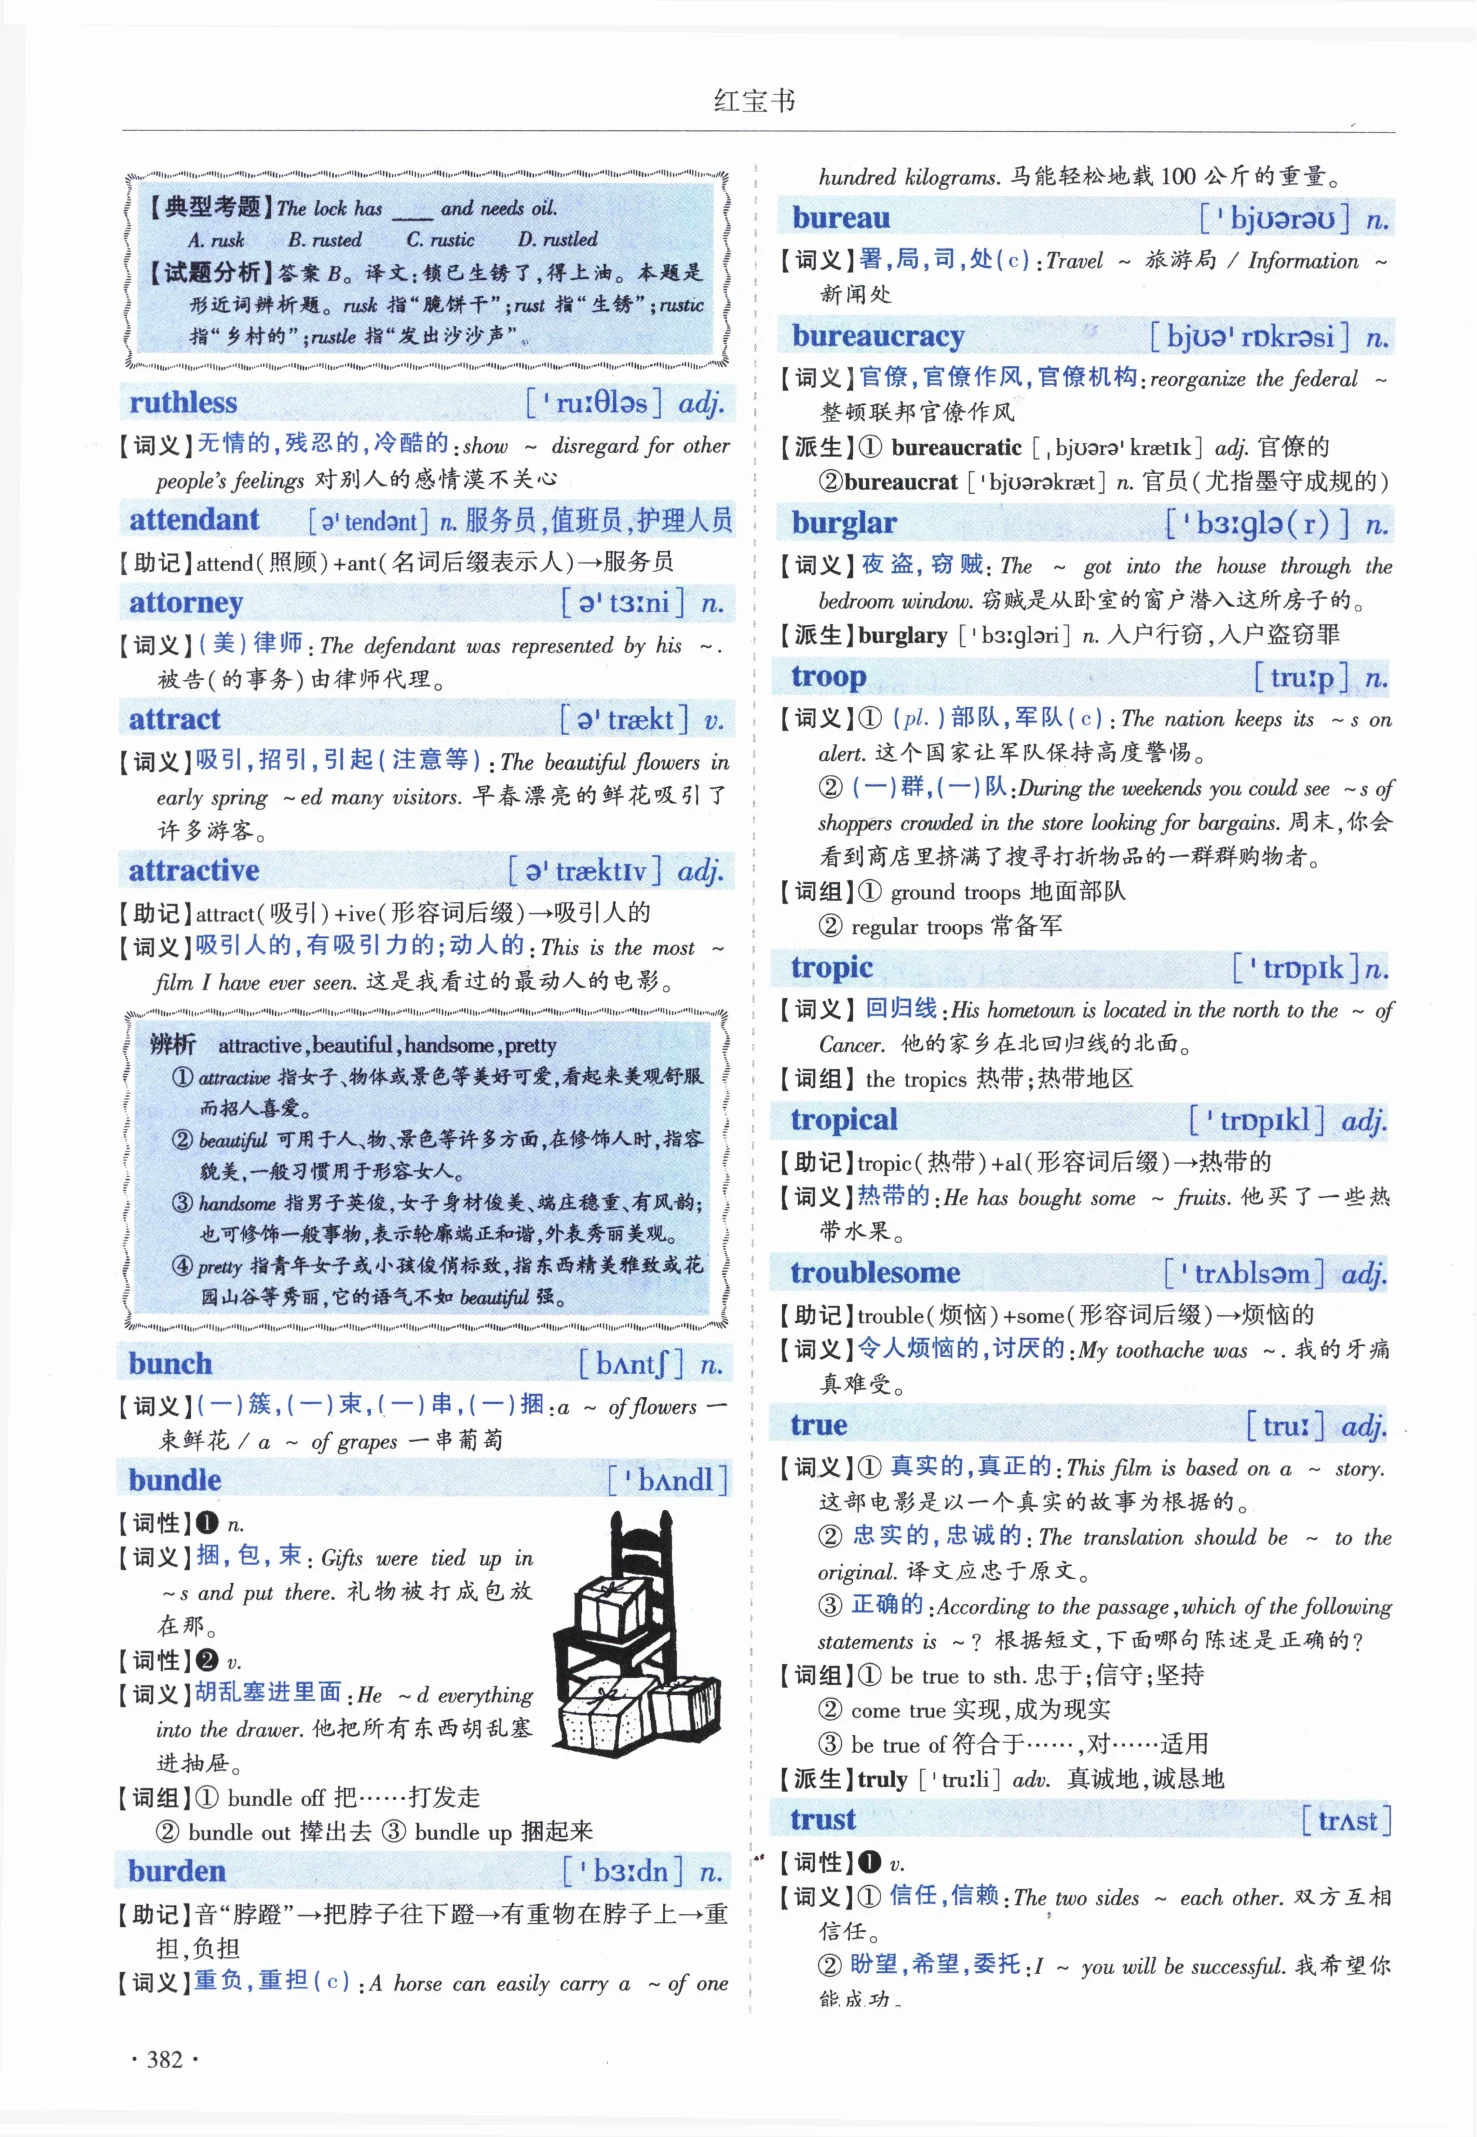 红宝书
【典型考题】The lock has ____ and needs oil.
A. rusk B. rusted C. rustic D. rustled
【试题分析】答案 B。译文:锁已生锈了,得上油。本题是
形近词辨析题。rusk 指“脆饼干”;rust 指“生锈”;rustic
指“乡村的”;rustle 指“发出沙沙声”。
ruthless [ˈruːθləs] adj.
【词义】无情的,残忍的,冷酷的:show ~ disregard for other
people's feelings 对别人的感情漠不关心
attendant [əˈtendənt] n. 服务员,值班员,护理人员
【助记】attend(照顾)+ant(名词后缀表示人)→服务员
attorney [əˈtɜːni] n.
【词义】(美)律师:The defendant was represented by his ~.
被告(的事务)由律师代理。
attract [əˈtrækt] v.
【词义】吸引,招引,引起(注意等):The beautiful flowers in
early spring ~ed many visitors. 早春漂亮的鲜花吸引了
许多游客。
attractive [əˈtræktɪv] adj.
【助记】attract(吸引)+ive(形容词后缀)→吸引人的
【词义】吸引人的,有吸引力的;动人的:This is the most ~
film I have ever seen. 这是我看过的最动人的电影。
辨析 attractive,beautiful,handsome,pretty
① attractive 指女子、物体或景色等美好可爱,看起来美观舒服
而招人喜爱。
② beautiful 可用于人、物、景色等许多方面,在修饰人时,指容
貌美,一般习惯用于形容女人。
③ handsome 指男子英俊,女子身材俊美、端庄稳重、有风韵;
也可修饰一般事物,表示轮廓端正和谐,外表秀丽美观。
④ pretty 指青年女子或小孩俊俏标致,指东西精美雅致或花
园山谷等秀丽,它的语气不如 beautiful 强。
bunch [bʌntʃ] n.
【词义】(一)簇,(一)束,(一)串,(一)捆:a ~ of flowers 一
束鲜花 / a ~ of grapes 一串葡萄
bundle [ˈbʌndl]
【词性】❶ n.
【词义】捆,包,束:Gifts were tied up in
~s and put there. 礼物被打成包放
在那。
【词性】❷ v.
【词义】胡乱塞进里面:He ~d everything
into the drawer. 他把所有东西胡乱塞
进抽屉。
【词组】① bundle off 把……打发走
② bundle out 撵出去 ③ bundle up 捆起来
burden [ˈbɜːdn] n.
【助记】音“脖蹬”→把脖子往下蹬→有重物在脖子上→重
担,负担
【词义】重负,重担(c):A horse can easily carry a ~ of one
hundred kilograms. 马能轻松地载 100 公斤的重量。
bureau [ˈbjʊərəʊ] n.
【词义】署,局,司,处(c):Travel ~ 旅游局 / Information ~
新闻处
bureaucracy [bjʊəˈrɒkrəsi] n.
【词义】官僚,官僚作风,官僚机构:reorganize the federal ~
整顿联邦官僚作风
【派生】① bureaucratic [ˌbjʊərəˈkrætɪk] adj. 官僚的
②bureaucrat [ˈbjʊərəkræt] n. 官员(尤指墨守成规的)
burglar [ˈbɜːglə(r)] n.
【词义】夜盗,窃贼:The ~ got into the house through the
bedroom window. 窃贼是从卧室的窗户潜入这所房子的。
【派生】burglary [ˈbɜːgləri] n. 入户行窃,入户盗窃罪
troop [truːp] n.
【词义】① (pl.)部队,军队(c):The nation keeps its ~s on
alert. 这个国家让军队保持高度警惕。
② (一)群,(一)队:During the weekends you could see ~s of
shoppers crowded in the store looking for bargains. 周末,你会
看到商店里挤满了搜寻打折物品的一群群购物者。
【词组】① ground troops 地面部队
② regular troops 常备军
tropic [ˈtrɒpɪk] n.
【词义】回归线:His hometown is located in the north to the ~ of
Cancer. 他的家乡在北回归线的北面。
【词组】the tropics 热带;热带地区
tropical [ˈtrɒpɪkl] adj.
【助记】tropic(热带)+al(形容词后缀)→热带的
【词义】热带的:He has bought some ~ fruits. 他买了一些热
带水果。
troublesome [ˈtrʌblsəm] adj.
【助记】trouble(烦恼)+some(形容词后缀)→烦恼的
【词义】令人烦恼的,讨厌的:My toothache was ~. 我的牙痛
真难受。
true [truː] adj.
【词义】① 真实的,真正的:This film is based on a ~ story.
这部电影是以一个真实的故事为根据的。
② 忠实的,忠诚的:The translation should be ~ to the
original. 译文应忠于原文。
③ 正确的:According to the passage,which of the following
statements is ~? 根据短文,下面哪句陈述是正确的?
【词组】① be true to sth. 忠于;信守;坚持
② come true 实现,成为现实
③ be true of 符合于……,对……适用
【派生】truly [ˈtruːli] adv. 真诚地,诚恳地
trust [trʌst]
【词性】❶ v.
【词义】① 信任,信赖:The two sides ~ each other. 双方互相
信任。
② 盼望,希望,委托:I ~ you will be successful. 我希望你
能成功。
·382·